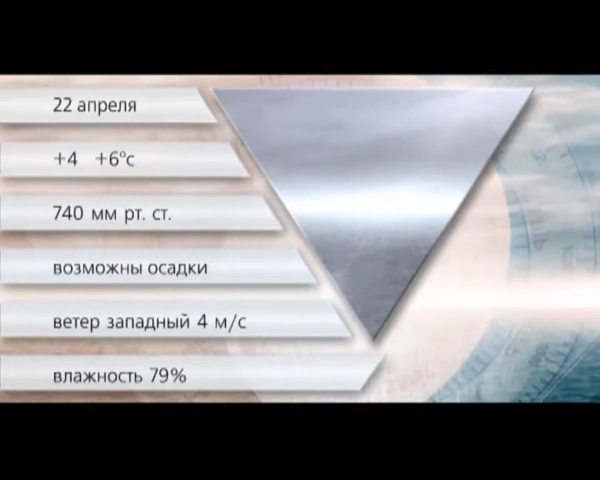 22 апреля
+4 +6°с
740 мм рт. ст.
возможны осадки
ветер западный 4 м/с
влажность 79%